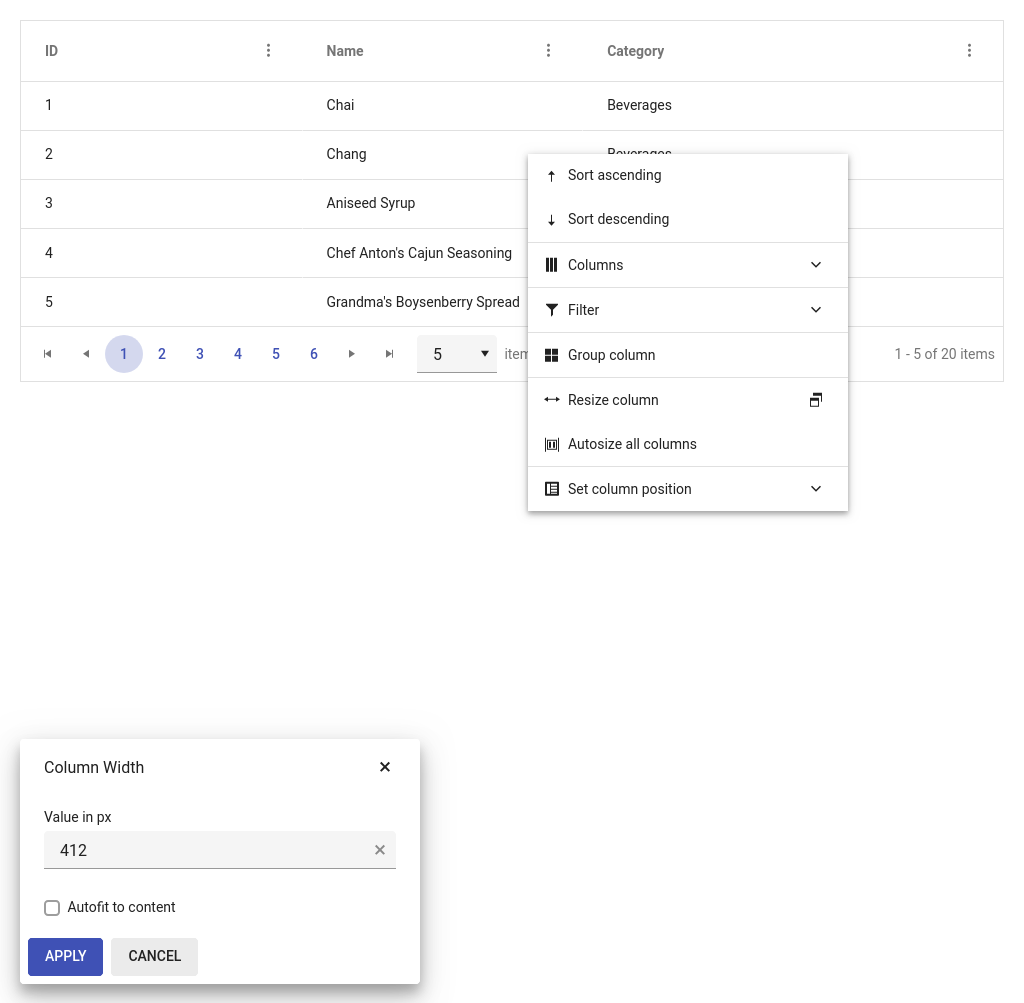 ID Name Category
1 Chai Beverages
2 Chang Beverages
3 Aniseed Syrup
4 Chef Anton's Cajun Seasoning
5 Grandma's Boysenberry Spread
1 2 3 4 5 6 5 1 - 5 of 20 items
Sort ascending
Sort descending
Columns
Filter
Group column
Resize column
Autosize all columns
Set column position
Column Width
Value in px
412
Autofit to content
APPLY CANCEL